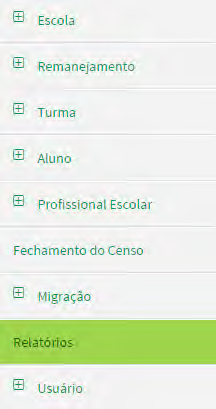 Escola
Remanejamento
Turma
Aluno
Profissional Escolar
Fechamento do Censo
Migração
Relatórios
Usuário